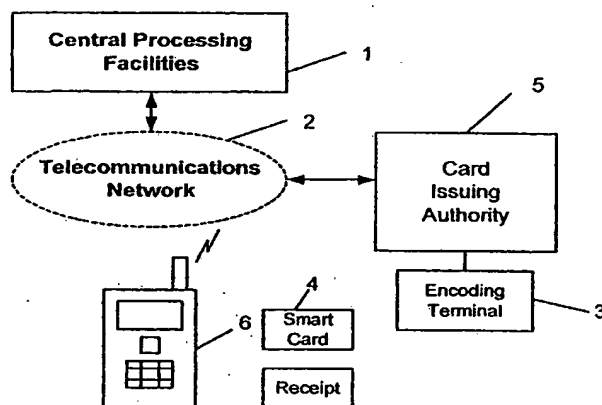 Central Processing
Facilities
1
2
5
Telecommunications
Network
Card
Issuing
Authority
4
Smart
Card
6
Encoding
Terminal
3
Receipt